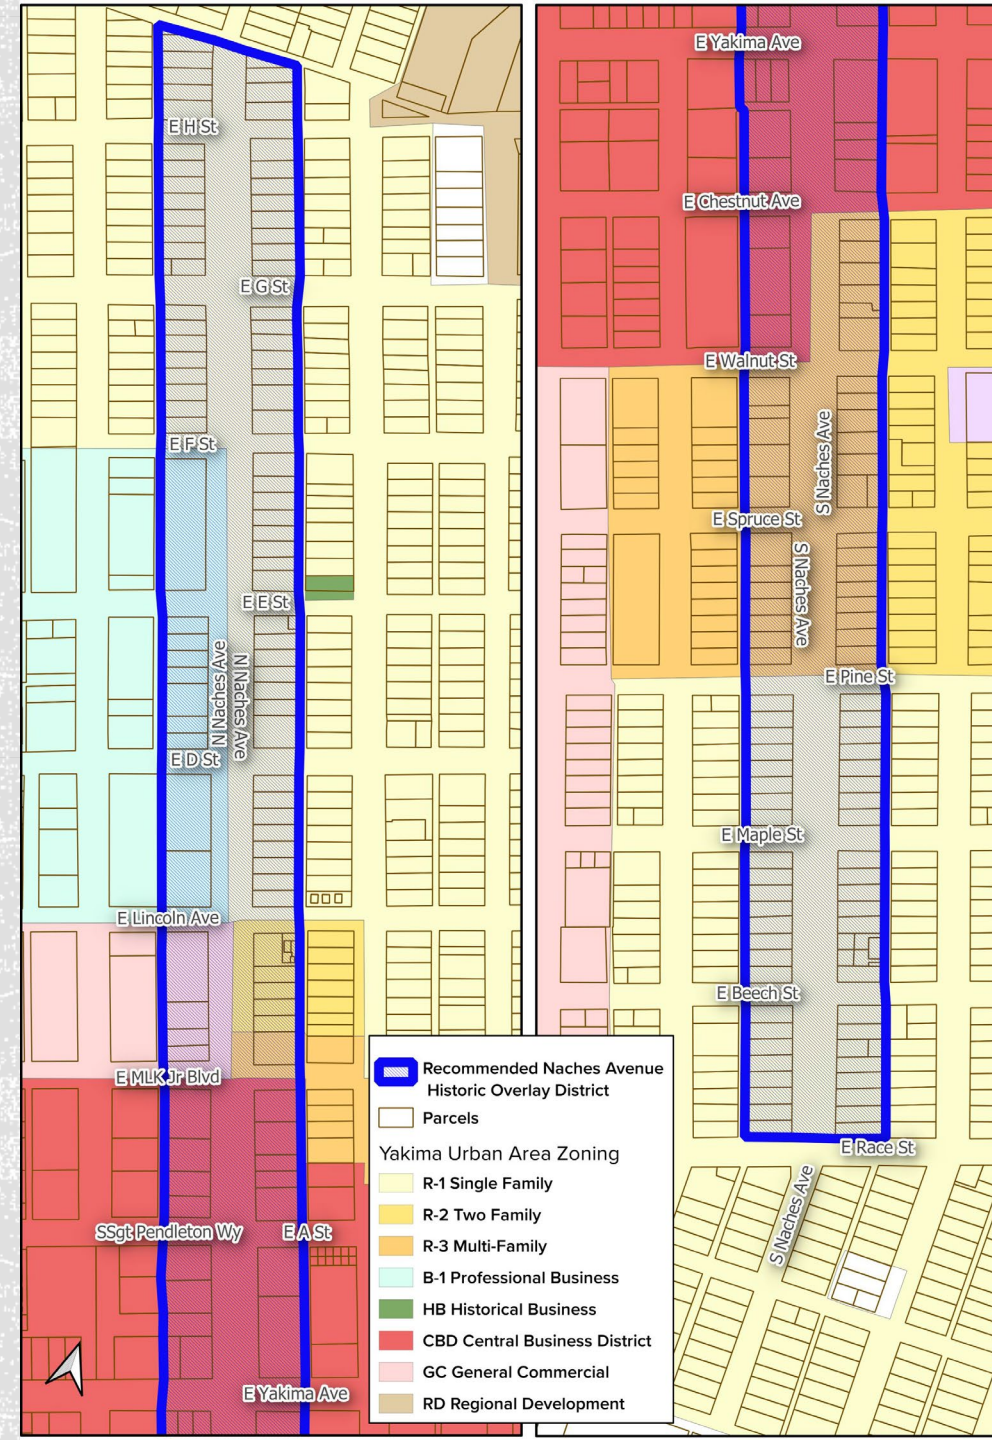 E H St
E G St
E F St
E E St
N Naches Ave
N Naches Ave
E D St
E Lincoln Ave
E MLK Jr Blvd
SSgt Pendleton Wy
E A St
E Yakima Ave
E Yakima Ave
E Chestnut Ave
E Walnut St
S Naches Ave
E Spruce St
S Naches Ave
E Pine St
E Maple St
E Beech St
E Race St
S Naches Ave
Recommended Naches Avenue
Historic Overlay District
Parcels
Yakima Urban Area Zoning
R-1 Single Family
R-2 Two Family
R-3 Multi-Family
B-1 Professional Business
HB Historical Business
CBD Central Business District
GC General Commercial
RD Regional Development